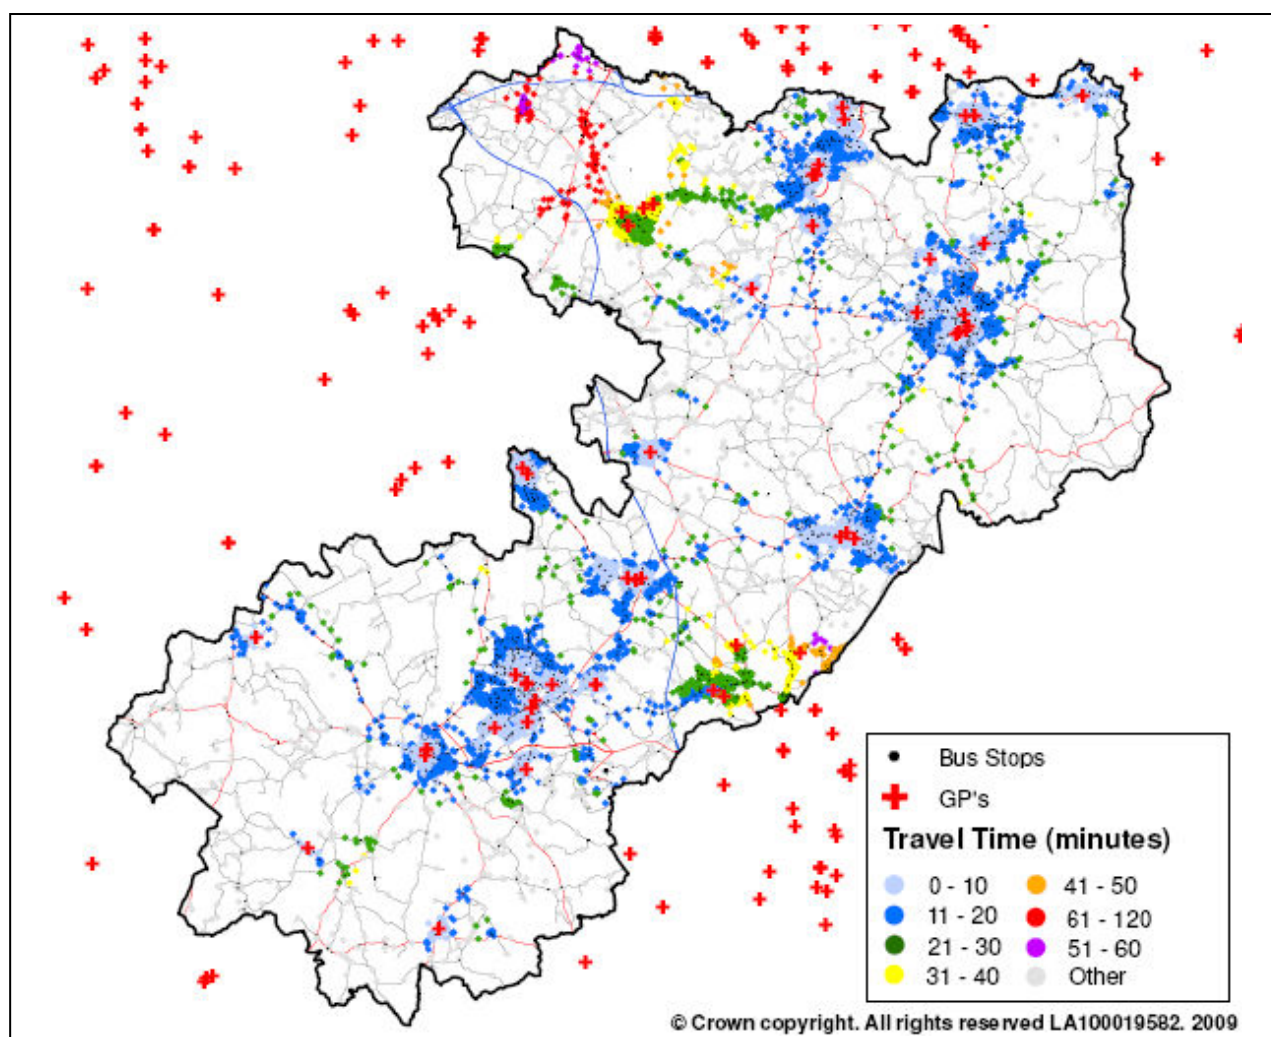 Bus Stops
GP's
Travel Time (minutes)
0 - 10
41 - 50
11 - 20
61 - 120
21 - 30
51 - 60
31 - 40
Other
© Crown copyright. All rights reserved LA100019582. 2009